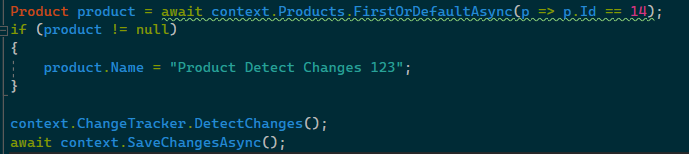 Product product = await context.Products.FirstOrDefaultAsync(p => p.Id == 14);
if (product != null)
{
    product.Name = "Product Detect Changes 123";
}

context.ChangeTracker.DetectChanges();
await context.SaveChangesAsync();